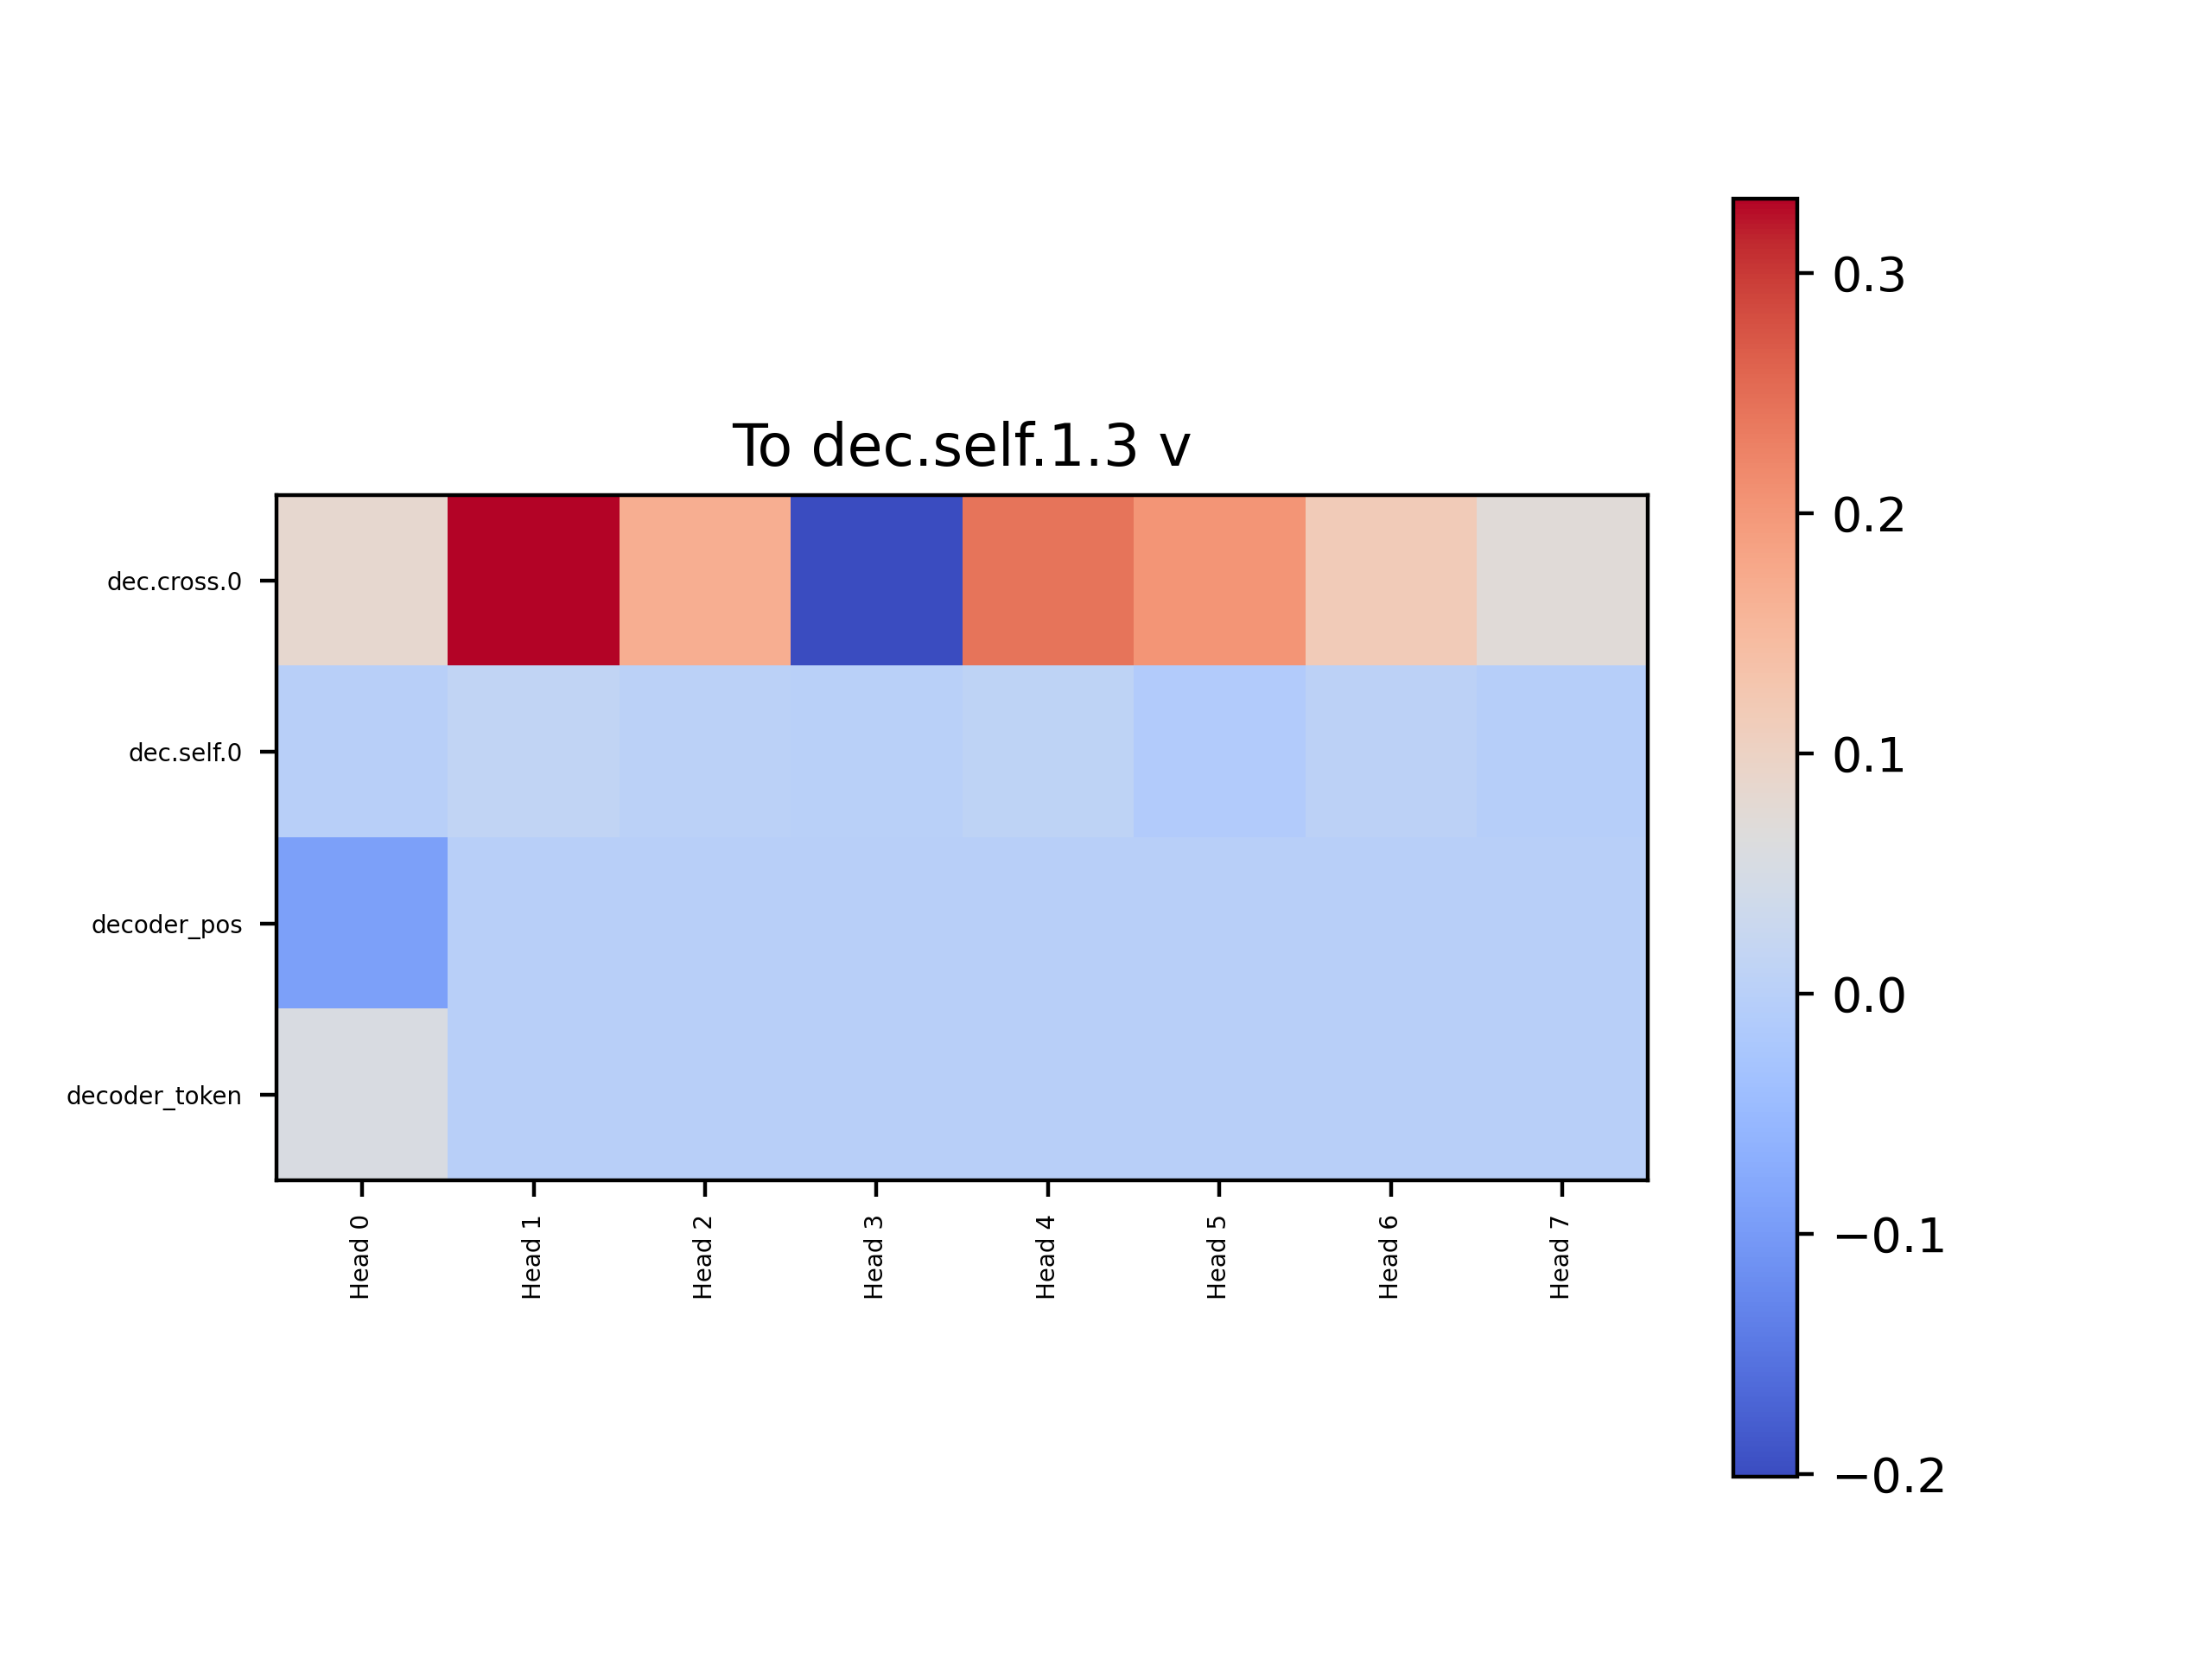 To dec.self.1.3 v
dec.cross.0
dec.self.0
decoder_pos
decoder_token
Head 0
Head 1
Head 2
Head 3
Head 4
Head 5
Head 6
Head 7
0.3
0.2
0.1
0.0
−0.1
−0.2